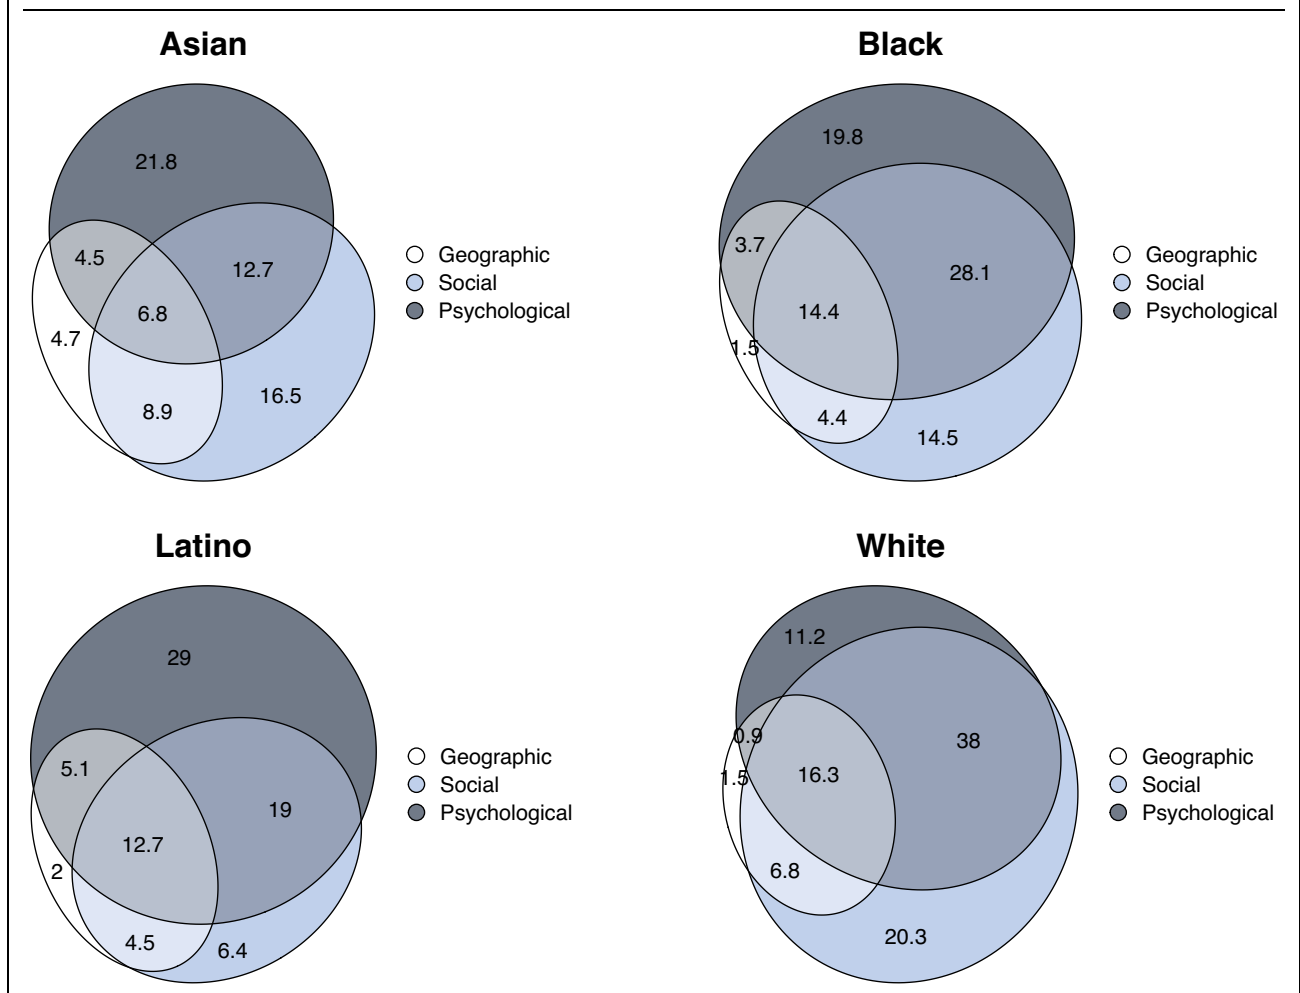 Asian
21.8
4.5
12.7
6.8
4.7
16.5
8.9
Geographic
Social
Psychological
Black
19.8
3.7
28.1
14.4
1.5
4.4
14.5
Geographic
Social
Psychological
Latino
29
5.1
19
12.7
2
4.5
6.4
Geographic
Social
Psychological
White
11.2
0.9
38
16.3
1.5
6.8
20.3
Geographic
Social
Psychological